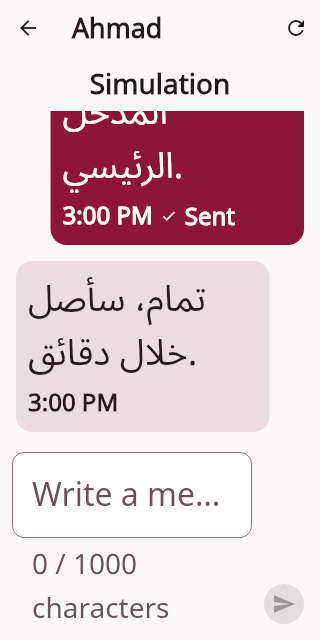 Ahmad
Simulation
المدخل
الرئيسي.
3:00 PM ✓ Sent
تمام، سأصل
خلال دقائق.
3:00 PM
Write a me...
0 / 1000
characters